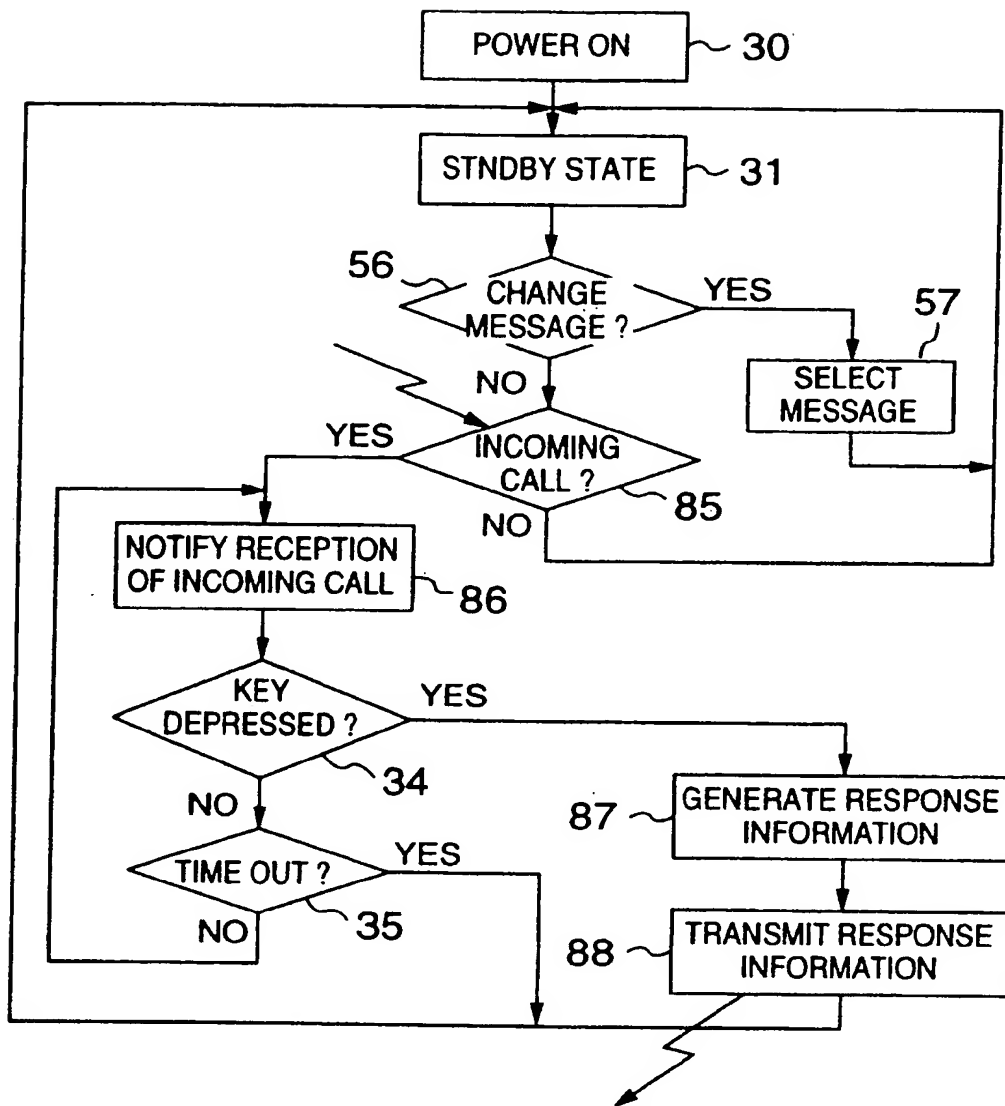 POWER ON
30
STNDBY STATE
31
56
CHANGE
MESSAGE ?
YES
57
SELECT
MESSAGE
NO
YES
INCOMING
CALL ?
85
NO
NOTIFY RECEPTION
OF INCOMING CALL
86
KEY
DEPRESSED ?
YES
34
NO
87
GENERATE RESPONSE
INFORMATION
TIME OUT ?
YES
35
NO
88
TRANSMIT RESPONSE
INFORMATION